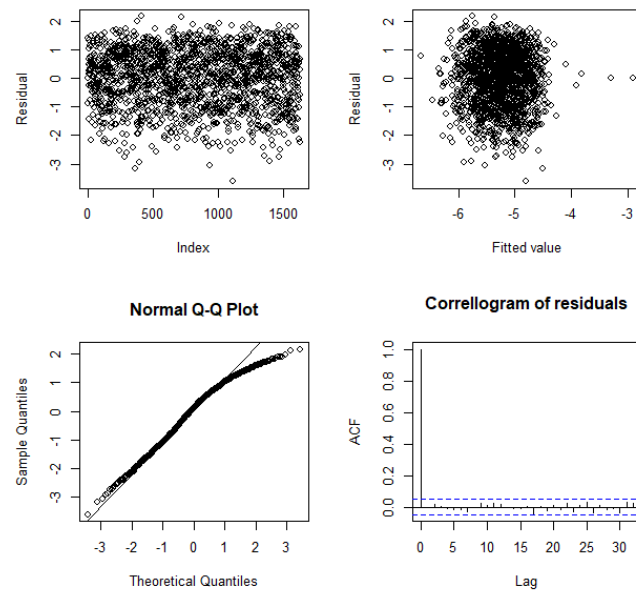 Residual
2
1
0
-1
-2
-3
0 500 1000 1500
Index
Residual
2
1
0
-1
-2
-3
-6 -5 -4 -3
Fitted value
Normal Q-Q Plot
Sample Quantiles
2
1
0
-1
-2
-3
-3 -2 -1 0 1 2 3
Theoretical Quantiles
Correllogram of residuals
ACF
1.0
0.8
0.6
0.4
0.2
0.0
0 5 10 15 20 25 30
Lag